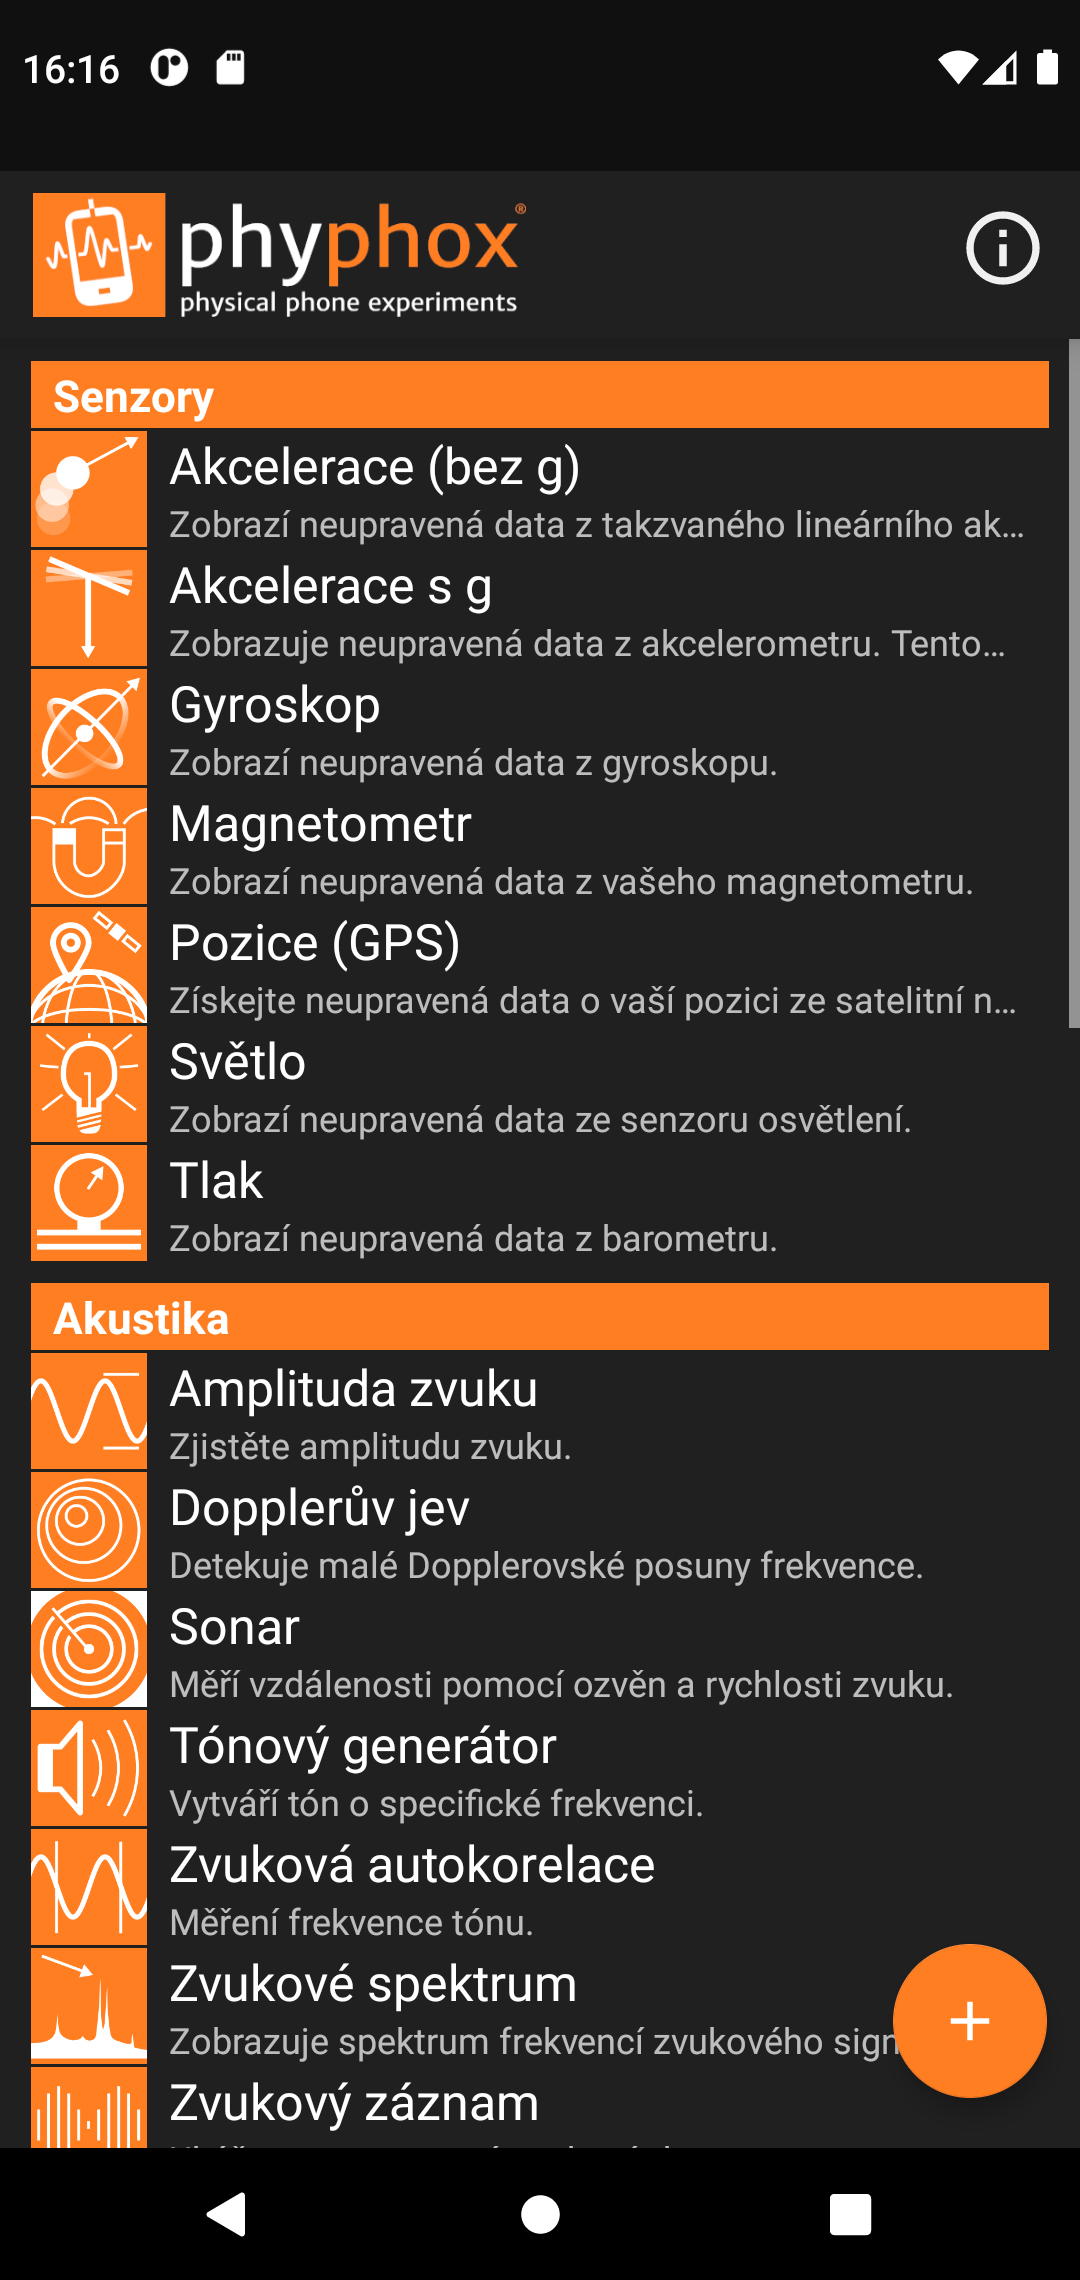 16:16
phyphox®
physical phone experiments
Senzory
Akcelerace (bez g)
Zobrazí neupravená data z takzvaného lineárního ak…
Akcelerace s g
Zobrazuje neupravená data z akcelerometru. Tento…
Gyroskop
Zobrazí neupravená data z gyroskopu.
Magnetometr
Zobrazí neupravená data z vašeho magnetometru.
Pozice (GPS)
Získejte neupravená data o vaší pozici ze satelitní n…
Světlo
Zobrazí neupravená data ze senzoru osvětlení.
Tlak
Zobrazí neupravená data z barometru.
Akustika
Amplituda zvuku
Zjistěte amplitudu zvuku.
Dopplerův jev
Detekuje malé Dopplerovské posuny frekvence.
Sonar
Měří vzdálenosti pomocí ozvěn a rychlosti zvuku.
Tónový generátor
Vytváří tón o specifické frekvenci.
Zvuková autokorelace
Měření frekvence tónu.
Zvukové spektrum
Zobrazuje spektrum frekvencí zvukového sign
Zvukový záznam